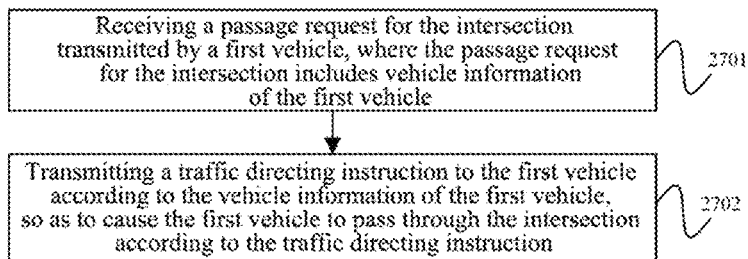 Receiving a passage request for the intersection
transmitted by a first vehicle, where the passage request
for the intersection includes vehicle information
of the first vehicle
2701
Transmitting a traffic directing instruction to the first vehicle
according to the vehicle information of the first vehicle,
so as to cause the first vehicle to pass through the intersection
according to the traffic directing instruction
2702